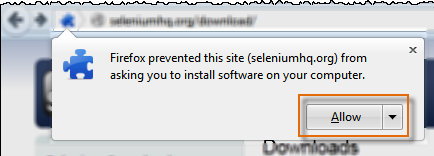 seleniumhq.org/download/
Firefox prevented this site (seleniumhq.org) from
asking you to install software on your computer.
Allow
Downloads